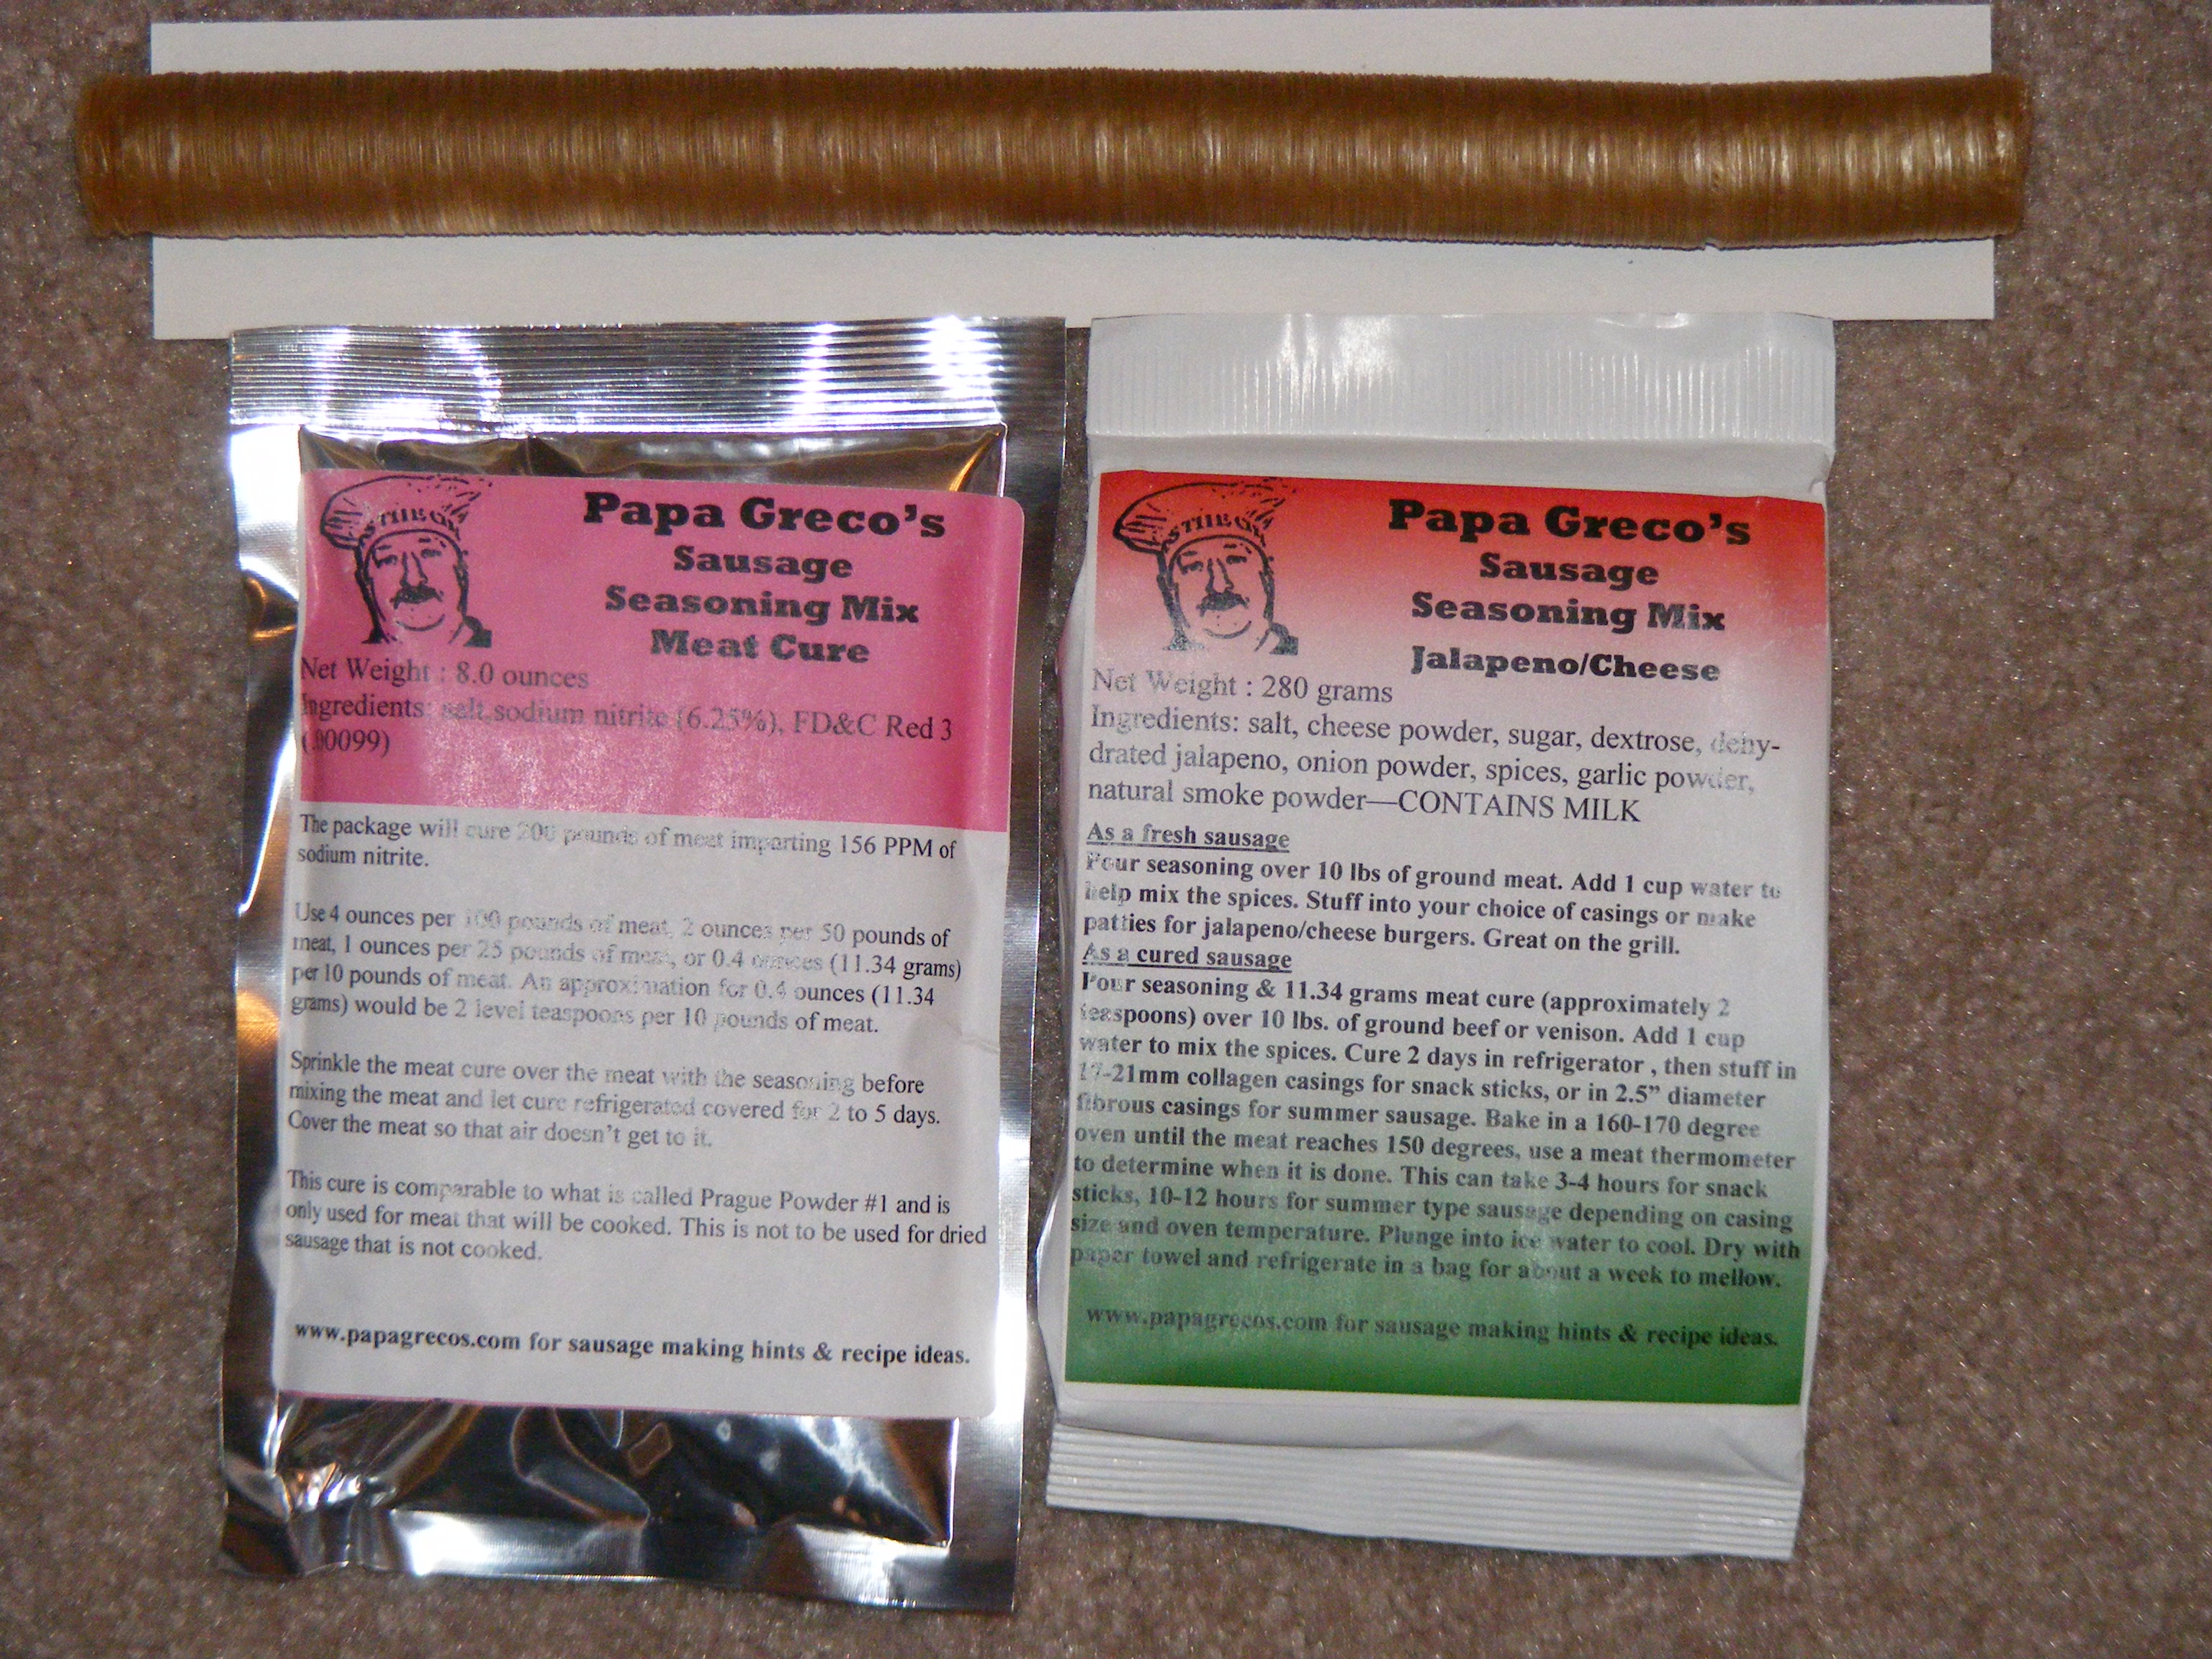 Papa Greco's
Sausage
Seasoning Mix
Meat Cure
Net Weight : 8.0 ounces
Ingredients: salt, sodium nitrite (6.25%), FD&C Red 3
(.00099)
The package will cure 200 pounds of meat imparting 156 PPM of
sodium nitrite.
Use 4 ounces per 100 pounds of meat, 2 ounces per 50 pounds of
meat, 1 ounces per 25 pounds of meat, or 0.4 ounces (11.34 grams)
per 10 pounds of meat. An approximation for 0.4 ounces (11.34
grams) would be 2 level teaspoons per 10 pounds of meat.
Sprinkle the meat cure over the meat with the seasoning before
mixing the meat and let cure refrigerated covered for 2 to 5 days.
Cover the meat so that air doesn't get to it.
This cure is comparable to what is called Prague Powder #1 and is
only used for meat that will be cooked. This is not to be used for dried
sausage that is not cooked.
www.papagrecos.com for sausage making hints & recipe ideas.
Papa Greco's
Sausage
Seasoning Mix
Jalapeno/Cheese
Net Weight : 280 grams
Ingredients: salt, cheese powder, sugar, dextrose, dehy-
drated jalapeno, onion powder, spices, garlic powder,
natural smoke powder—CONTAINS MILK
As a fresh sausage
Pour seasoning over 10 lbs of ground meat. Add 1 cup water to
help mix the spices. Stuff into your choice of casings or make
patties for jalapeno/cheese burgers. Great on the grill.
As a cured sausage
Pour seasoning & 11.34 grams meat cure (approximately 2
teaspoons) over 10 lbs. of ground beef or venison. Add 1 cup
water to mix the spices. Cure 2 days in refrigerator , then stuff in
17-21mm collagen casings for snack sticks, or in 2.5" diameter
fibrous casings for summer sausage. Bake in a 160-170 degree
oven until the meat reaches 150 degrees, use a meat thermometer
to determine when it is done. This can take 3-4 hours for snack
sticks, 10-12 hours for summer type sausage depending on casing
size and oven temperature. Plunge into ice water to cool. Dry with
paper towel and refrigerate in a bag for about a week to mellow.
www.papagrecos.com for sausage making hints & recipe ideas.